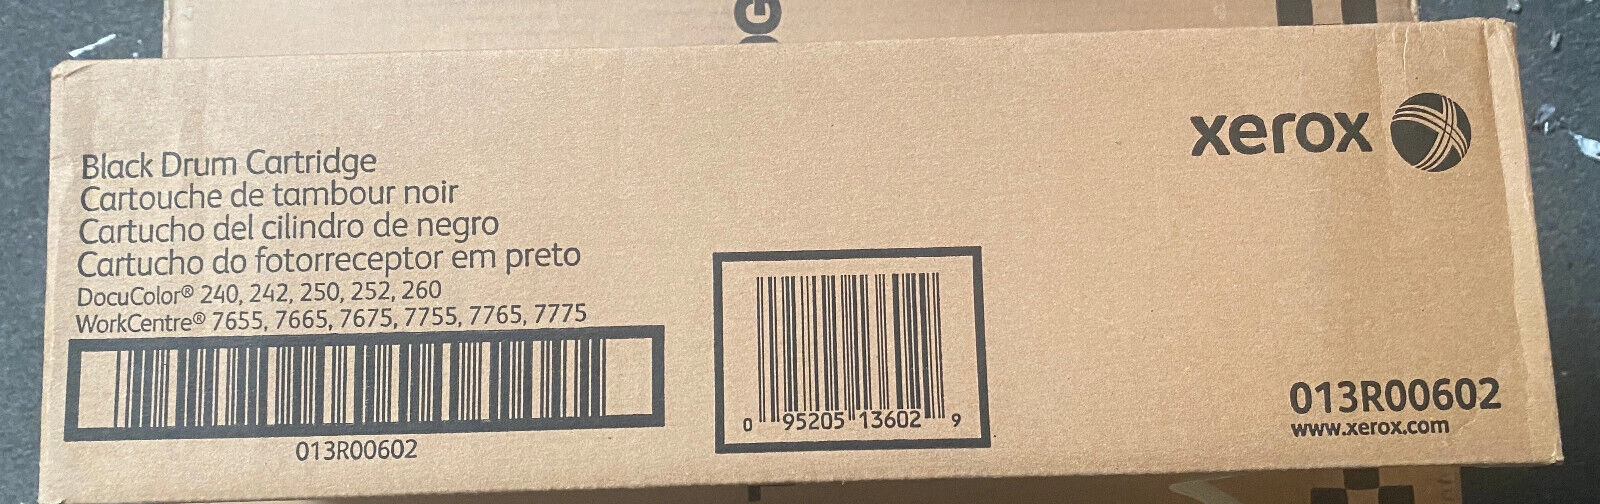 Black Drum Cartridge
Cartouche de tambour noir
Cartucho del cilindro de negro
Cartucho do fotorreceptor em preto
DocuColor® 240, 242, 250, 252, 260
WorkCentre® 7655, 7665, 7675, 7755, 7765, 7775
013R00602
0 95205 13602 9
xerox
013R00602
www.xerox.com